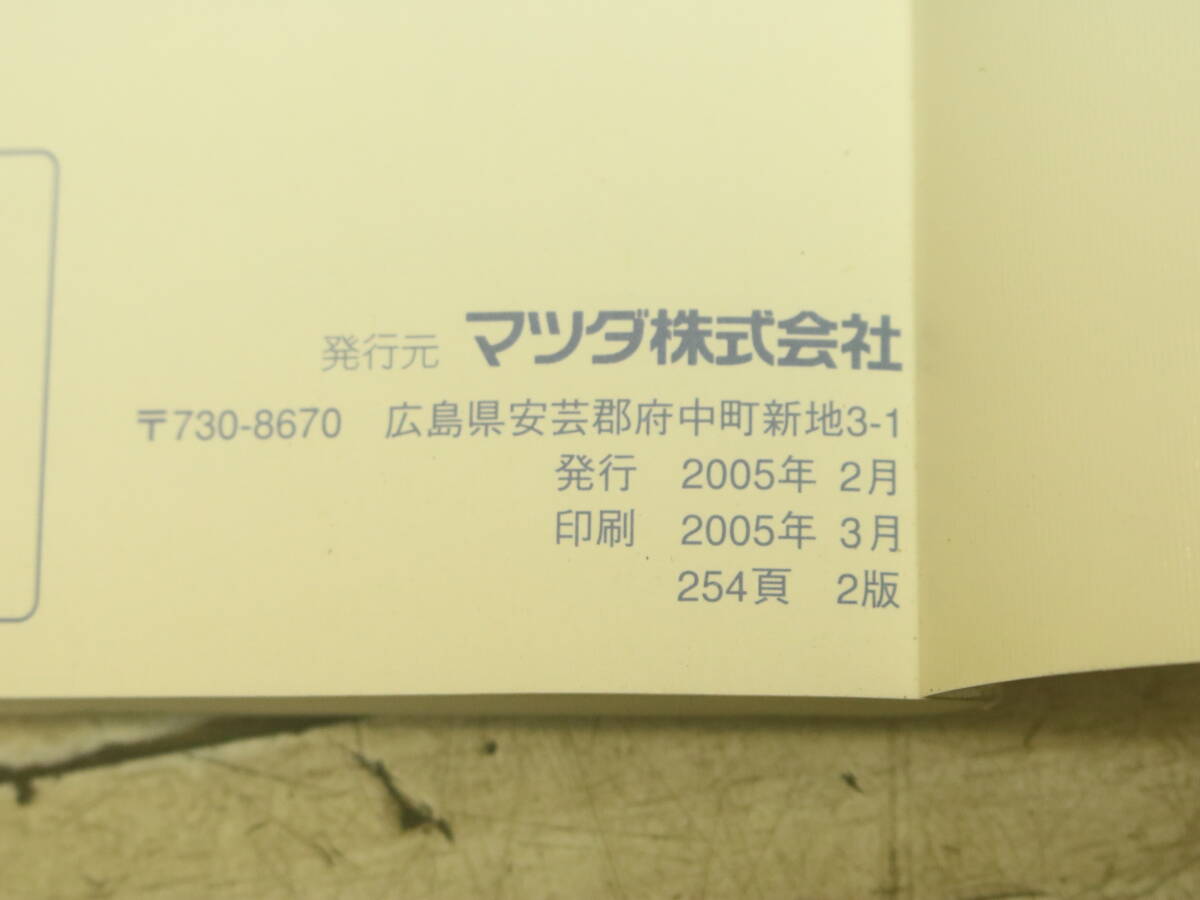 発行元 マツダ株式会社
〒730-8670 広島県安芸郡府中町新地3-1
発行 2005年 2月
印刷 2005年 3月
254頁 2版